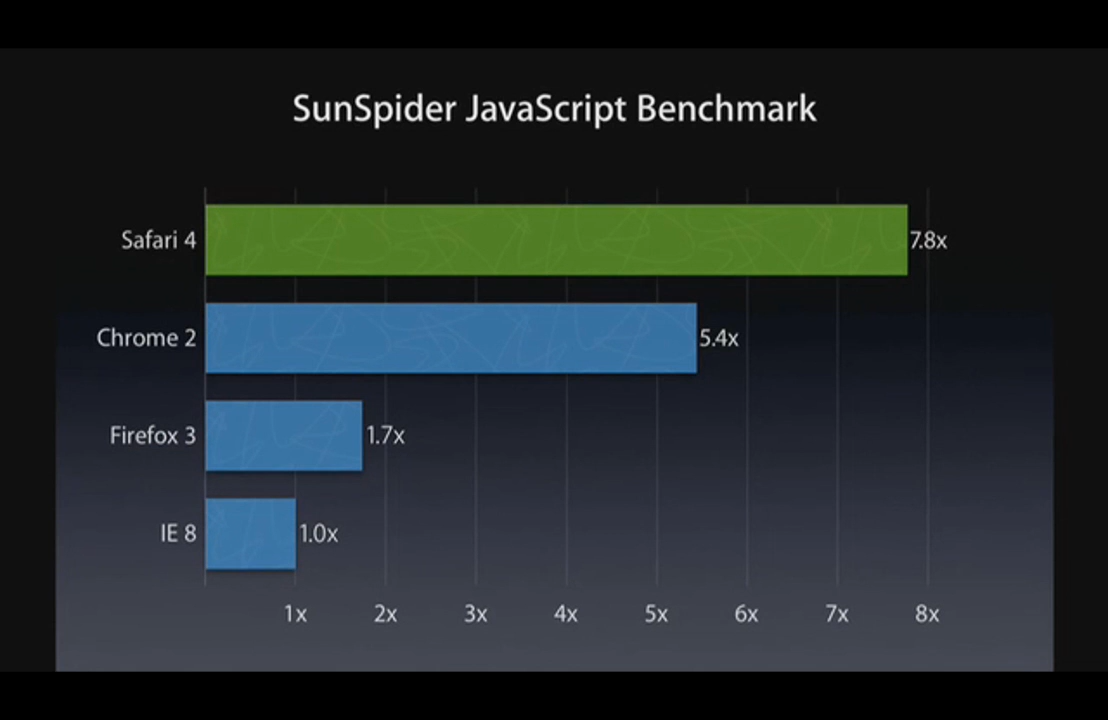 SunSpider JavaScript Benchmark
Safari 4 7.8x
Chrome 2 5.4x
Firefox 3 1.7x
IE 8 1.0x
1x 2x 3x 4x 5x 6x 7x 8x